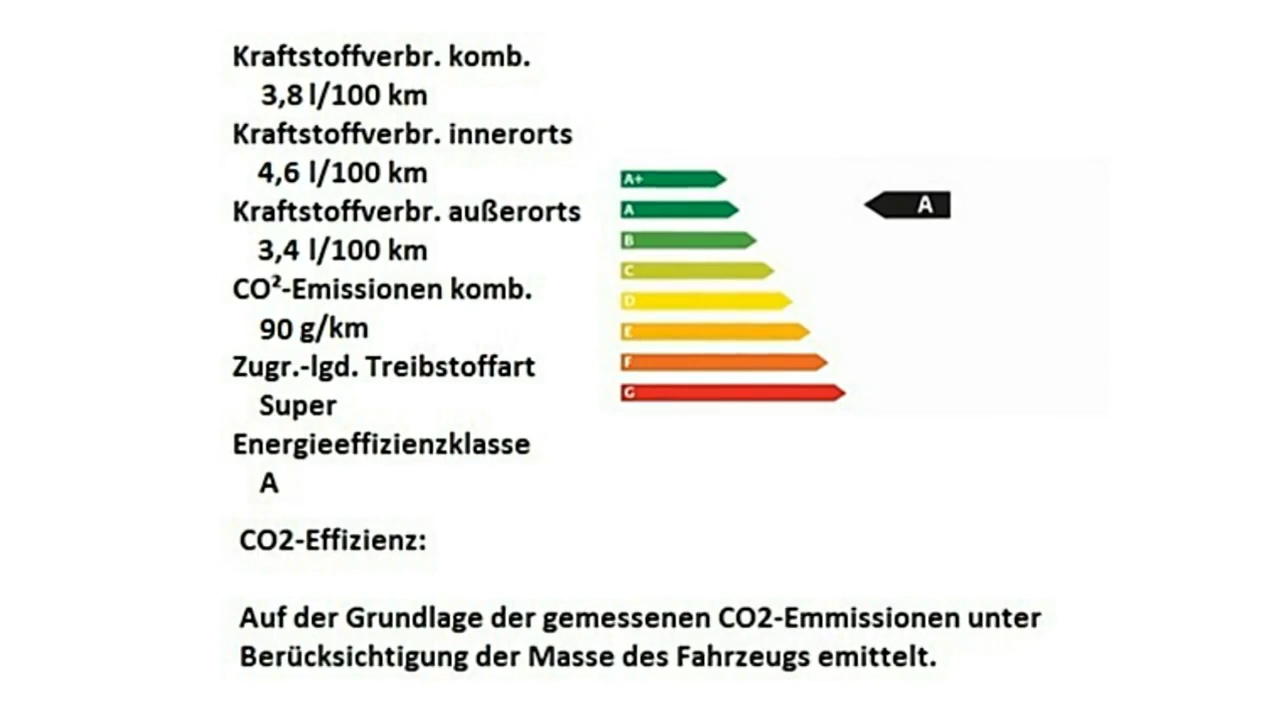 Kraftstoffverbr. komb.
3,8 l/100 km
Kraftstoffverbr. innerorts
4,6 l/100 km
Kraftstoffverbr. außerorts
3,4 l/100 km
CO²-Emissionen komb.
90 g/km
Zugr.-lgd. Treibstoffart
Super
Energieeffizienzklasse
A
A+
A
B
C
D
E
F
G
A
CO2-Effizienz:
Auf der Grundlage der gemessenen CO2-Emmissionen unter
Berücksichtigung der Masse des Fahrzeugs emittelt.